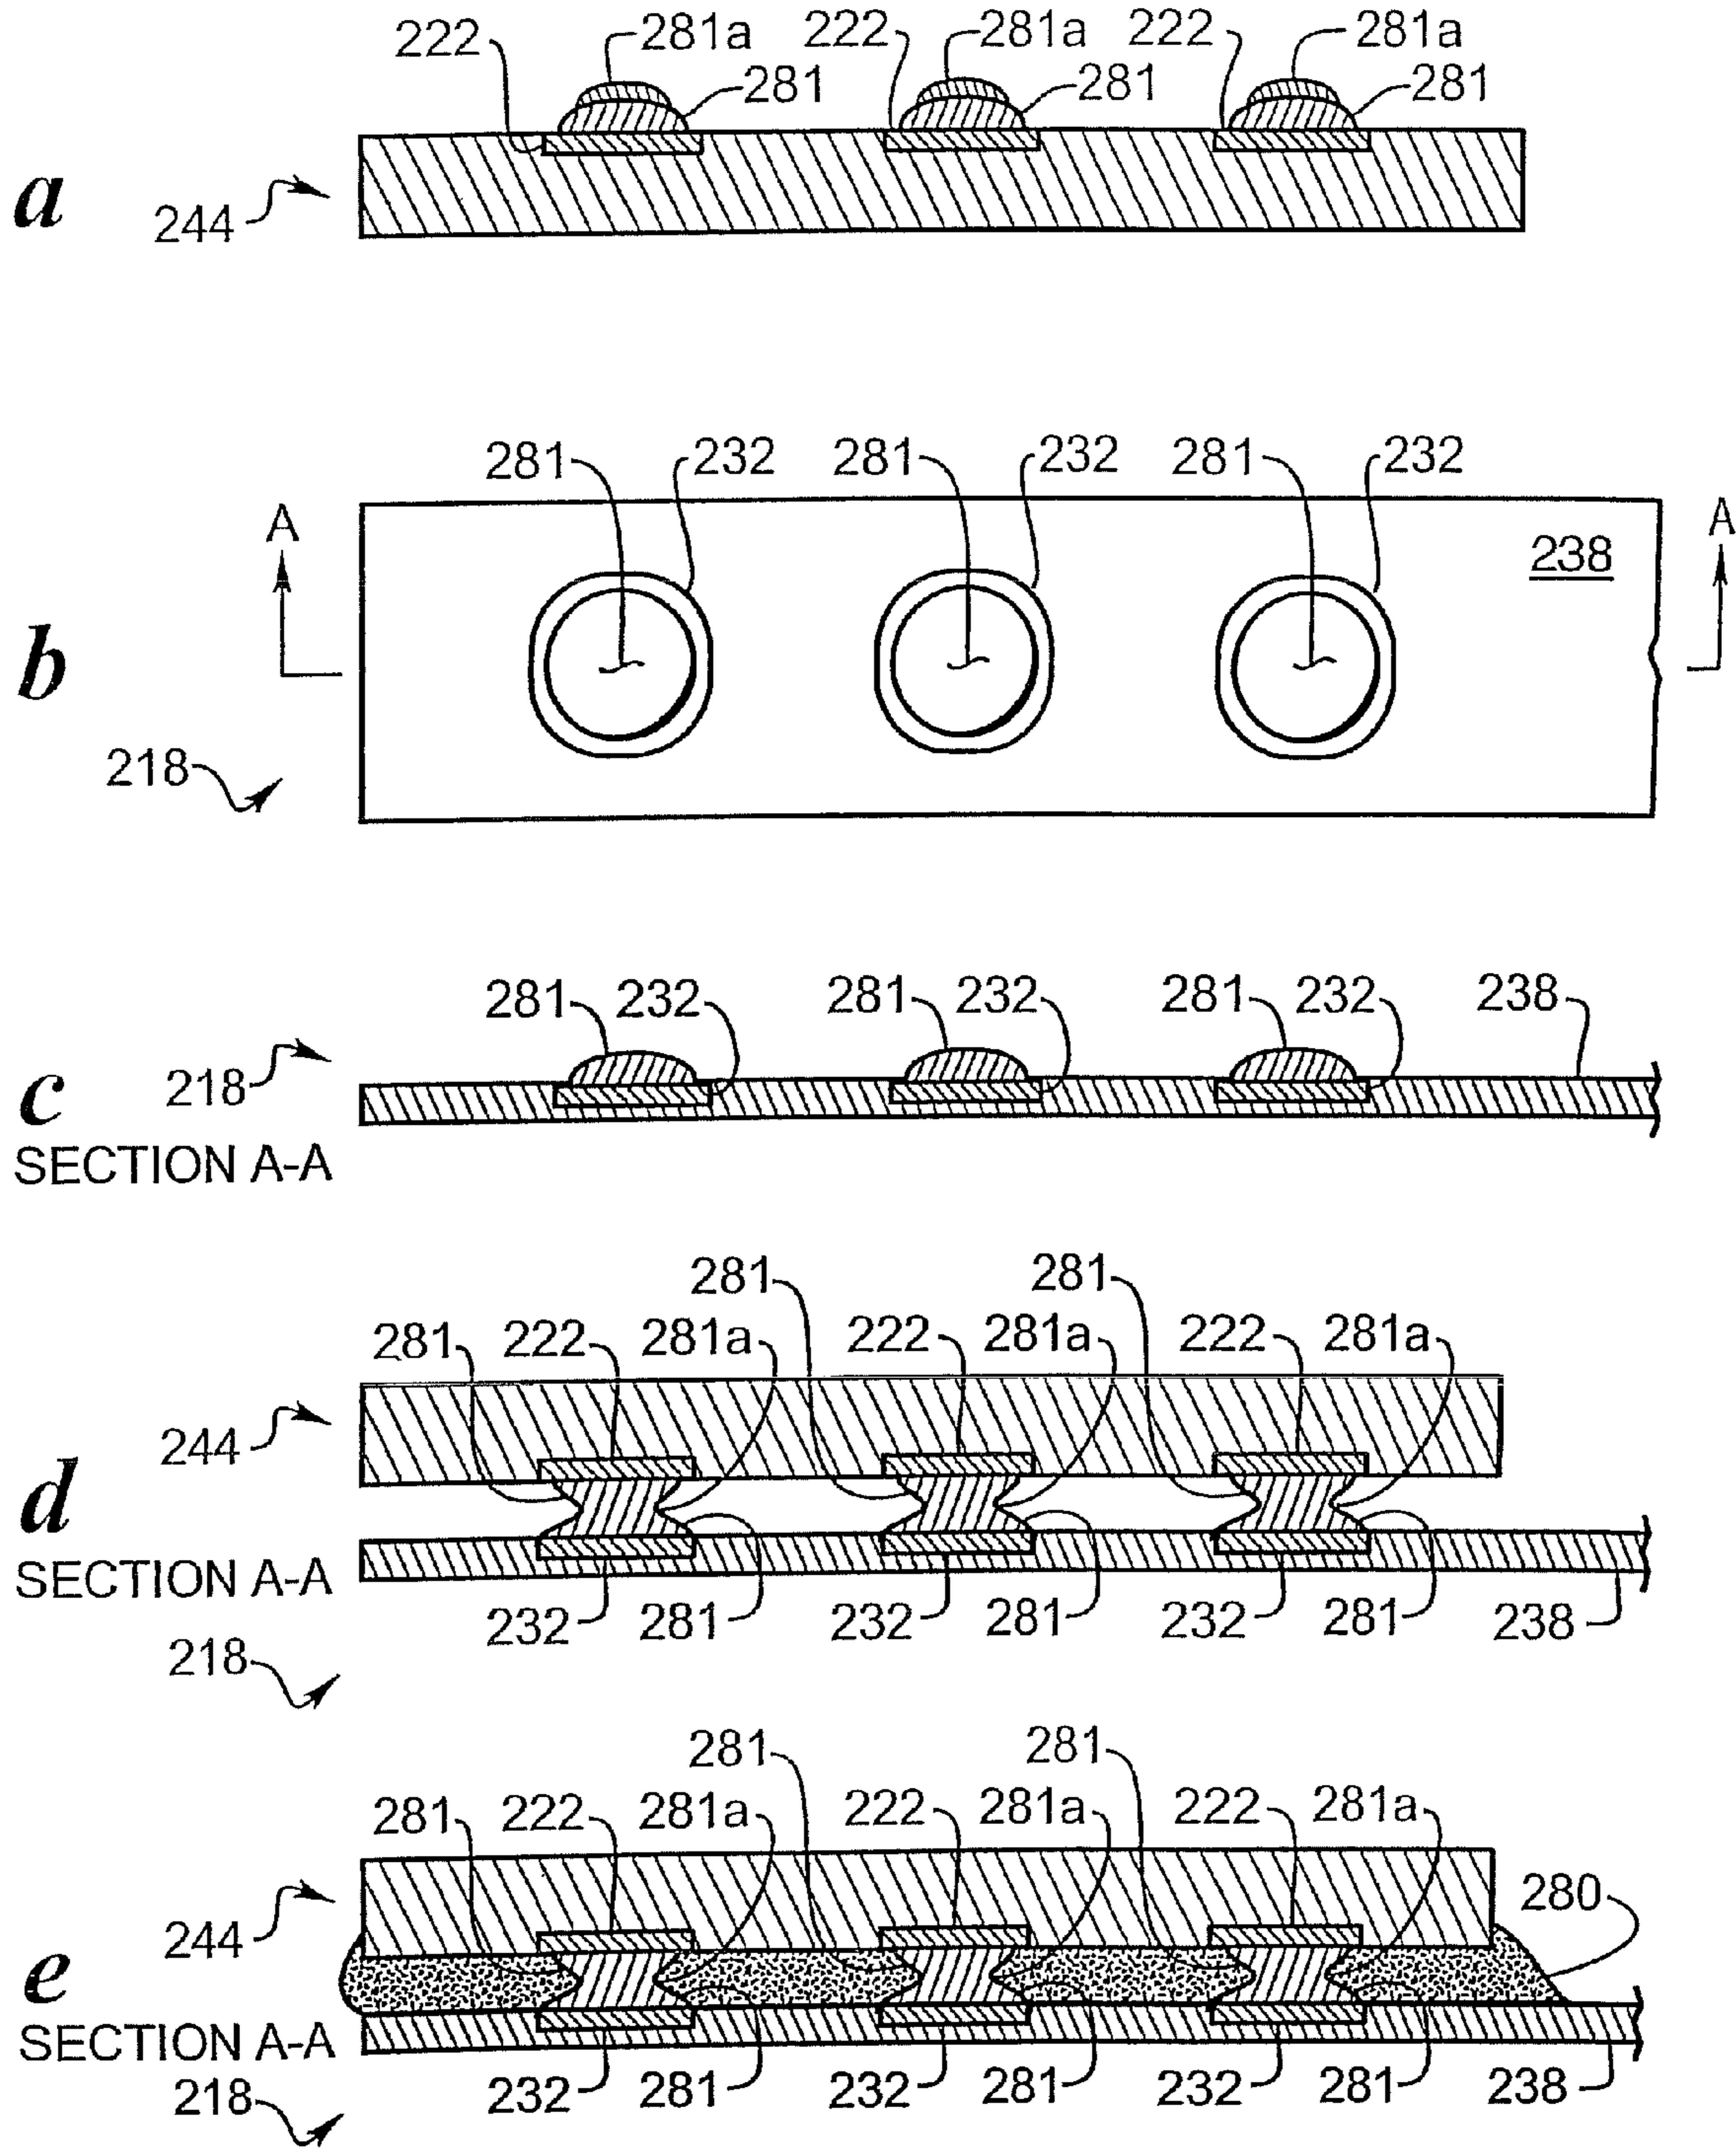 222 281a 222 281a 222 281a
281 281 281
a 244
281 232 281 232 281 232
A 238 A
b
218
281 232 281 232 281 232 238
c 218
SECTION A-A
281 281
281 222 281a 222 281a 222 281a
244
d
SECTION A-A
232 281 232 281 232 281 238
218
281 281
281 222 281a 222 281a 222 281a
280
244
e
SECTION A-A
232 281 232 281 232 281 238
218